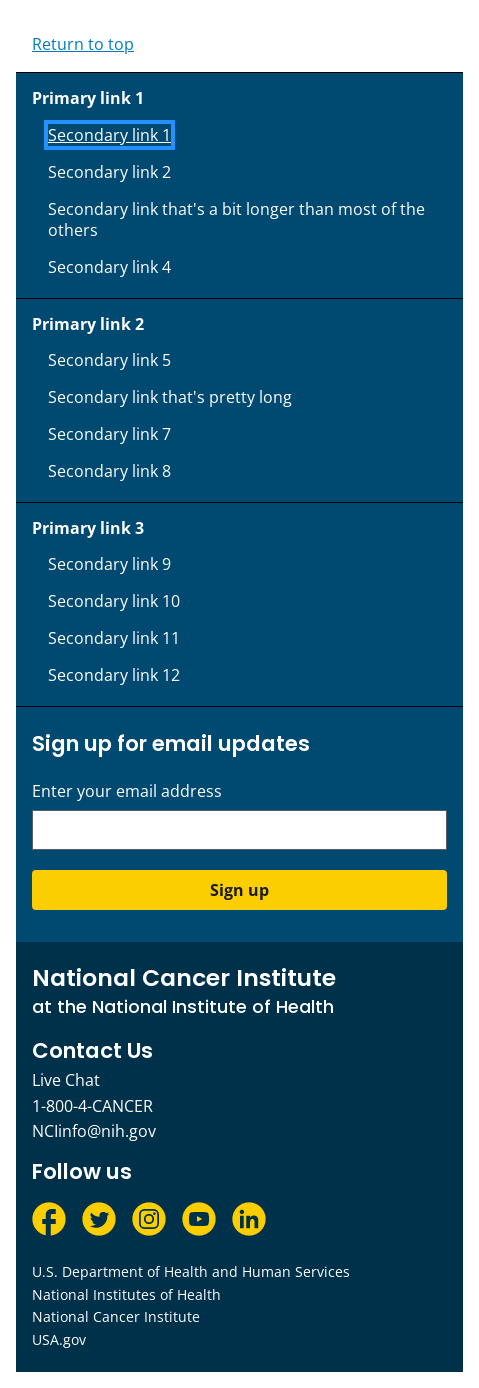 Return to top
Primary link 1
Secondary link 1
Secondary link 2
Secondary link that's a bit longer than most of the
others
Secondary link 4
Primary link 2
Secondary link 5
Secondary link that's pretty long
Secondary link 7
Secondary link 8
Primary link 3
Secondary link 9
Secondary link 10
Secondary link 11
Secondary link 12
Sign up for email updates
Enter your email address
Sign up
National Cancer Institute
at the National Institute of Health
Contact Us
Live Chat
1-800-4-CANCER
NCIinfo@nih.gov
Follow us
U.S. Department of Health and Human Services
National Institutes of Health
National Cancer Institute
USA.gov